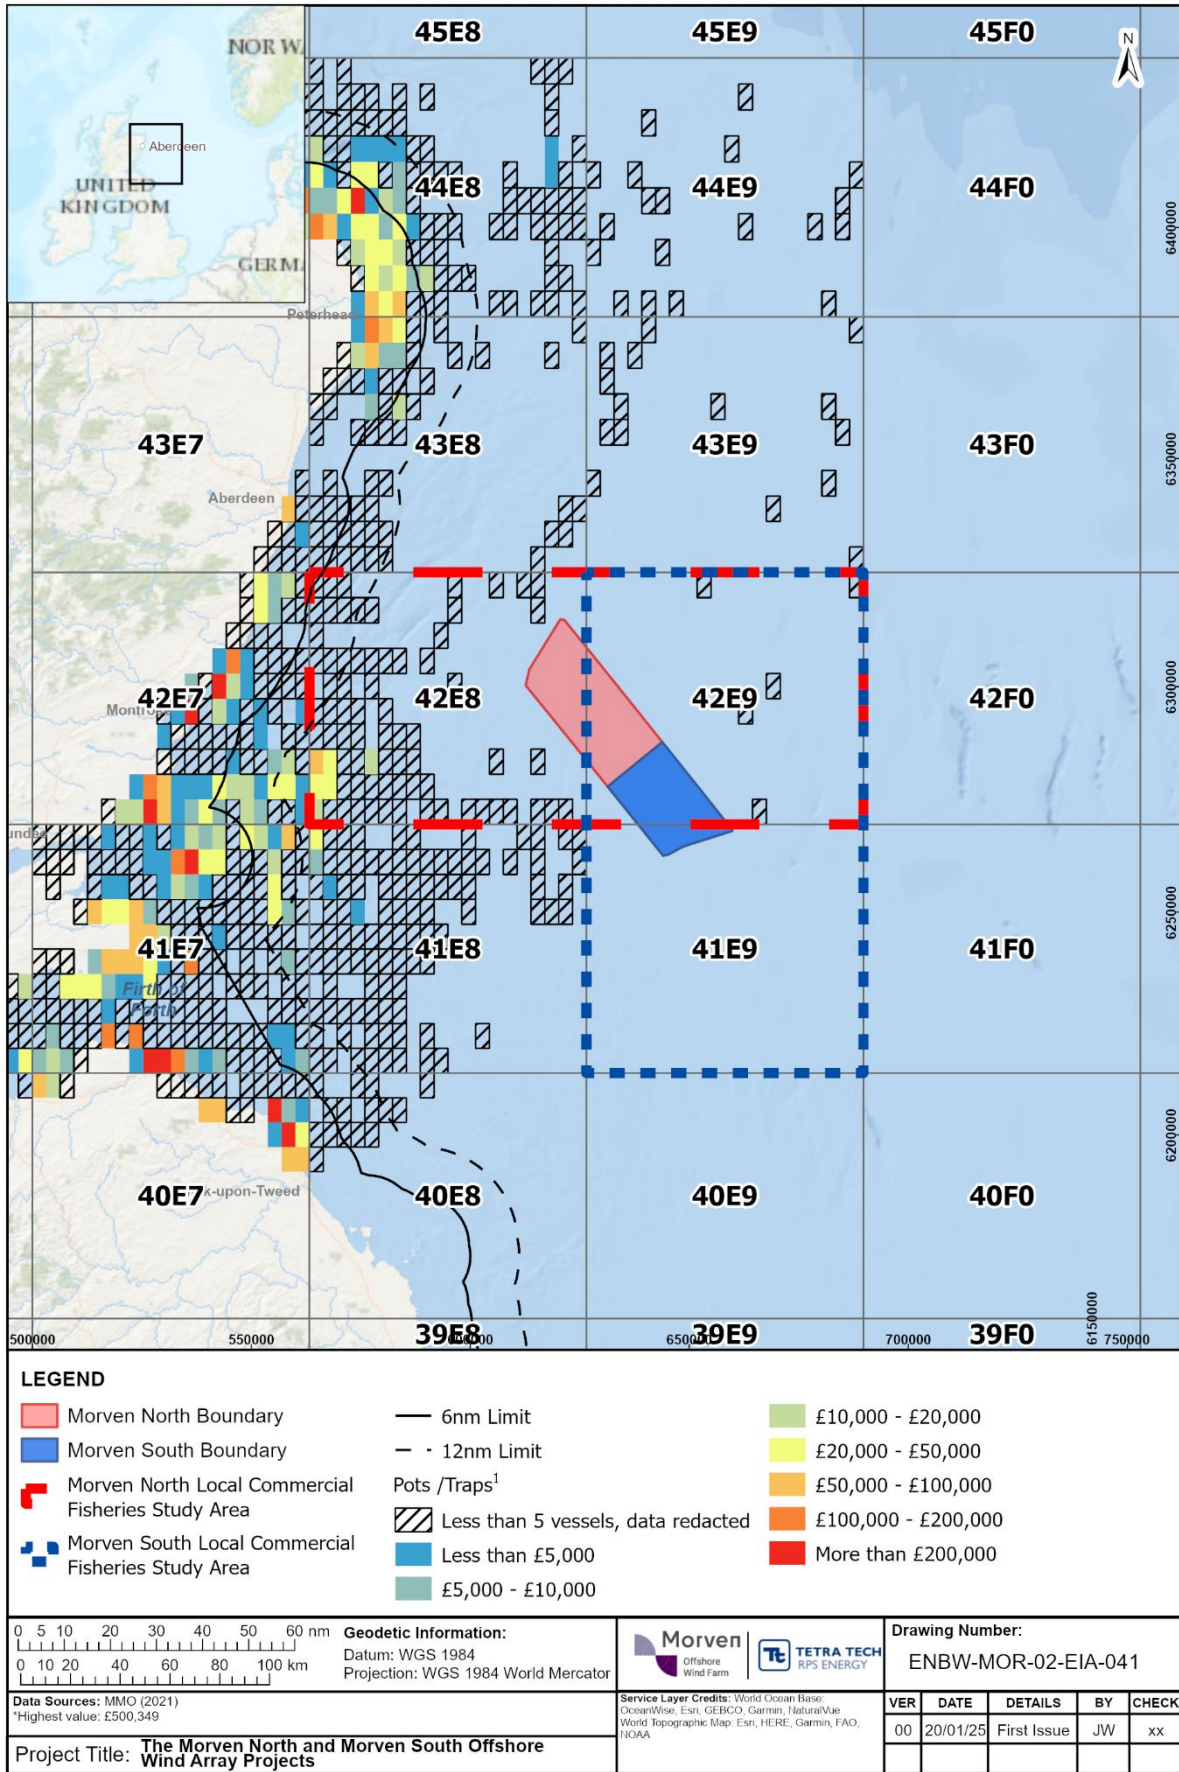 45E8
45E9
45F0
N
NOR W
Aberdeen
UNITED
KINGDOM
GERM
44E8
44E9
44F0
6400000
Peterhead
43E7
43E8
43E9
43F0
6350000
Aberdeen
42E7
42E8
42E9
42F0
6300000
Montro
undee
41E7
41E8
41E9
41F0
6250000
Firth of
Forth
6200000
40E7
k-upon-Tweed
40E8
40E9
40F0
6150000
39E8
39E9
39F0
500000
550000
600000
650000
700000
750000
LEGEND
Morven North Boundary
Morven South Boundary
Morven North Local Commercial
Fisheries Study Area
Morven South Local Commercial
Fisheries Study Area
6nm Limit
12nm Limit
Pots /Traps¹
Less than 5 vessels, data redacted
Less than £5,000
£5,000 - £10,000
£10,000 - £20,000
£20,000 - £50,000
£50,000 - £100,000
£100,000 - £200,000
More than £200,000
0 5 10 20 30 40 50 60 nm
0 10 20 40 60 80 100 km
Geodetic Information:
Datum: WGS 1984
Projection: WGS 1984 World Mercator
Data Sources: MMO (2021)
*Highest value: £500,349
Project Title: The Morven North and Morven South Offshore
Wind Array Projects
Morven
Offshore
Wind Farm
Tt
TETRA TECH
RPS ENERGY
Service Layer Credits: World Ocean Base:
OceanWise, Esri, GEBCO, Garmin, NaturalVue
World Topographic Map: Esri, HERE, Garmin, FAO,
NOAA
Drawing Number:
ENBW-MOR-02-EIA-041
VER DATE DETAILS BY CHECK
00 20/01/25 First Issue JW xx